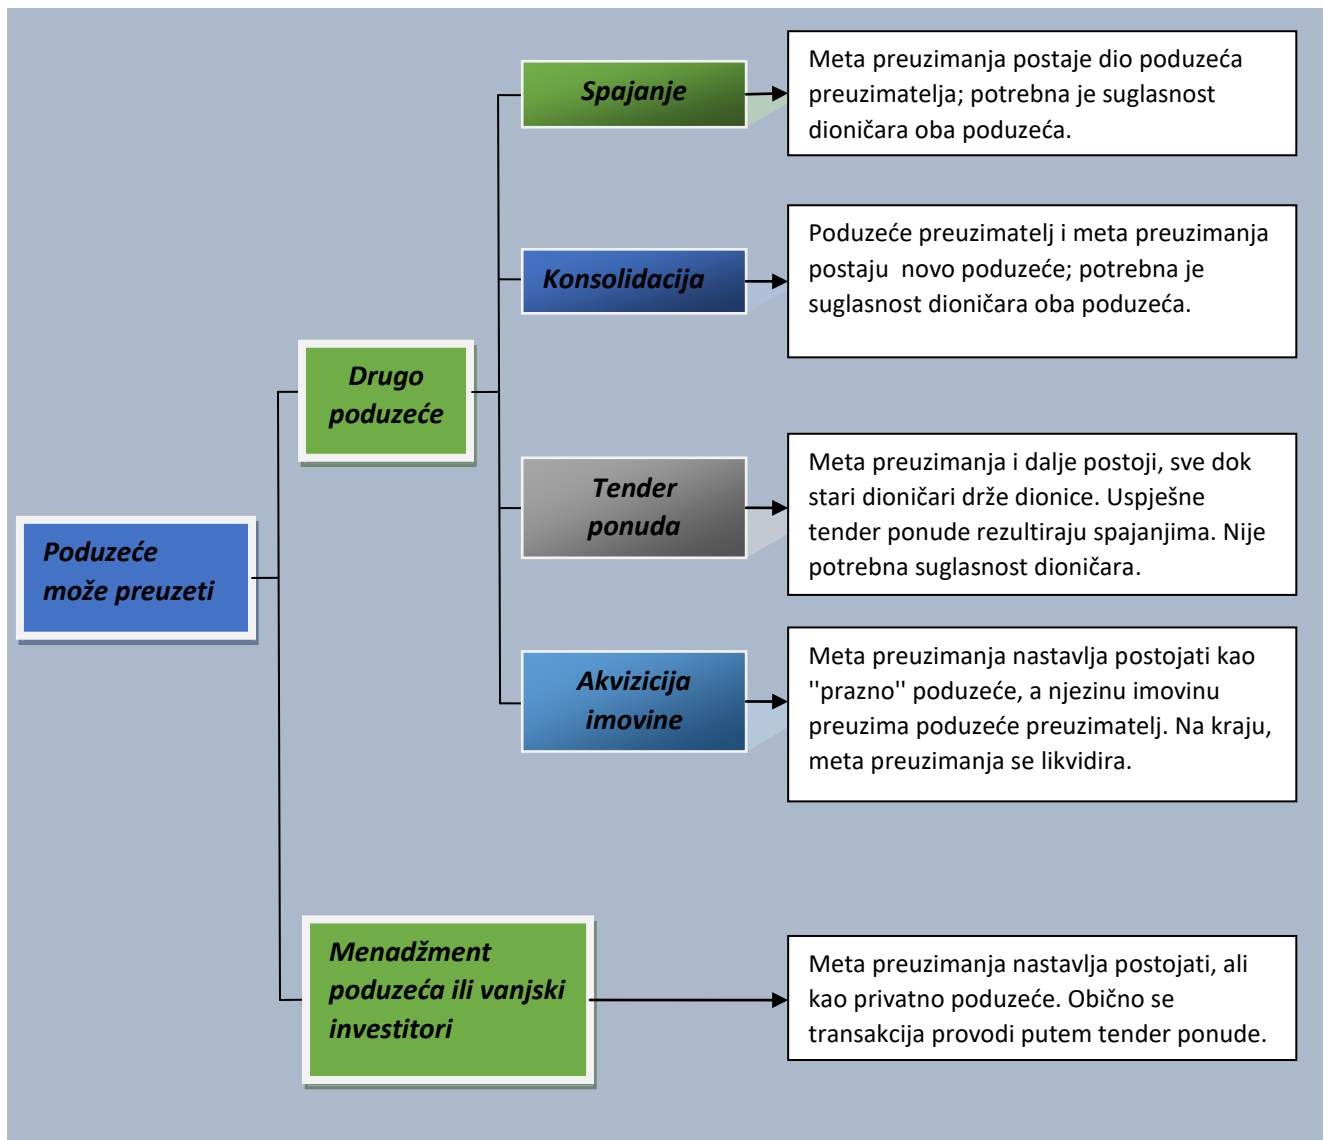 Spajanje
Meta preuzimanja postaje dio poduzeća
preuzimatelja; potrebna je suglasnost
dioničara oba poduzeća.
Konsolidacija
Poduzeće preuzimatelj i meta preuzimanja
postaju  novo poduzeće; potrebna je
suglasnost dioničara oba poduzeća.
Drugo
poduzeće
Tender
ponuda
Meta preuzimanja i dalje postoji, sve dok
stari dioničari drže dionice. Uspješne
tender ponude rezultiraju spajanjima. Nije
potrebna suglasnost dioničara.
Poduzeće
može preuzeti
Akvizicija
imovine
Meta preuzimanja nastavlja postojati kao
''prazno'' poduzeće, a njezinu imovinu
preuzima poduzeće preuzimatelj. Na kraju,
meta preuzimanja se likvidira.
Menadžment
poduzeća ili vanjski
investitori
Meta preuzimanja nastavlja postojati, ali
kao privatno poduzeće. Obično se
transakcija provodi putem tender ponude.